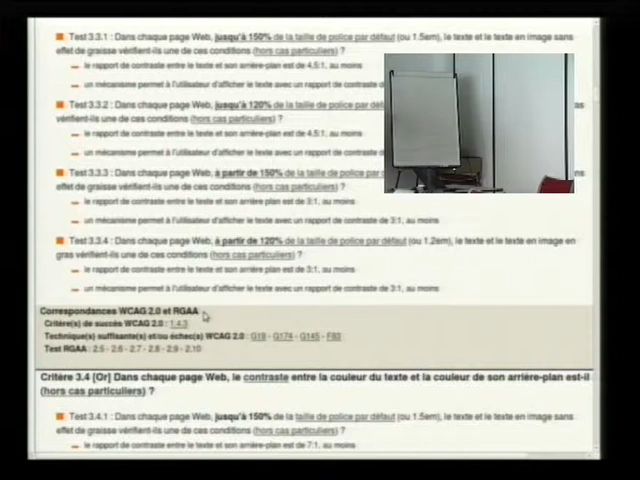 Test 3.3.1 : Dans chaque page Web, jusqu'à 150% de la taille de police par défaut (ou 1.5em), le texte et le texte en image sans
effet de graisse vérifient-ils une de ces conditions (hors cas particuliers) ?
le rapport de contraste entre le texte et son arrière-plan est de 4,5:1, au moins
un mécanisme permet à l'utilisateur d'afficher le texte avec un rapport de contraste de
Test 3.3.2 : Dans chaque page Web, jusqu'à 120% de la taille de police par
vérifient-ils une de ces conditions (hors cas particuliers) ?
le rapport de contraste entre le texte et son arrière-plan est de 4,5:1, au moins
un mécanisme permet à l'utilisateur d'afficher le texte avec un rapport de contraste de
Test 3.3.3 : Dans chaque page Web, à partir de 150% de la taille de police par
effet de graisse vérifient-ils une de ces conditions (hors cas particuliers) ?
le rapport de contraste entre le texte et son arrière-plan est de 3:1, au moins
un mécanisme permet à l'utilisateur d'afficher le texte avec un rapport de contraste de 3:1, au moins
Test 3.3.4 : Dans chaque page Web, à partir de 120% de la taille de police par défaut (ou 1.2em), le texte et le texte en image en
gras vérifient-ils une de ces conditions (hors cas particuliers) ?
le rapport de contraste entre le texte et son arrière-plan est de 3:1, au moins
un mécanisme permet à l'utilisateur d'afficher le texte avec un rapport de contraste de 3:1, au moins
Correspondances WCAG 2.0 et RGAA
Critère(s) de succès WCAG 2.0 : 1.4.3
Technique(s) suffisante(s) et/ou échec(s) WCAG 2.0 : G18 - G174 - G145 - F83
Test RGAA : 2.5 - 2.6 - 2.7 - 2.8 - 2.9 - 2.10
Critère 3.4 [Or] Dans chaque page Web, le contraste entre la couleur du texte et la couleur de son arrière-plan est-il
(hors cas particuliers) ?
Test 3.4.1 : Dans chaque page Web, jusqu'à 150% de la taille de police par défaut (ou 1.5em), le texte et le texte en image sans
effet de graisse vérifient-ils une de ces conditions (hors cas particuliers) ?
le rapport de contraste entre le texte et son arrière-plan est de 7:1, au moins